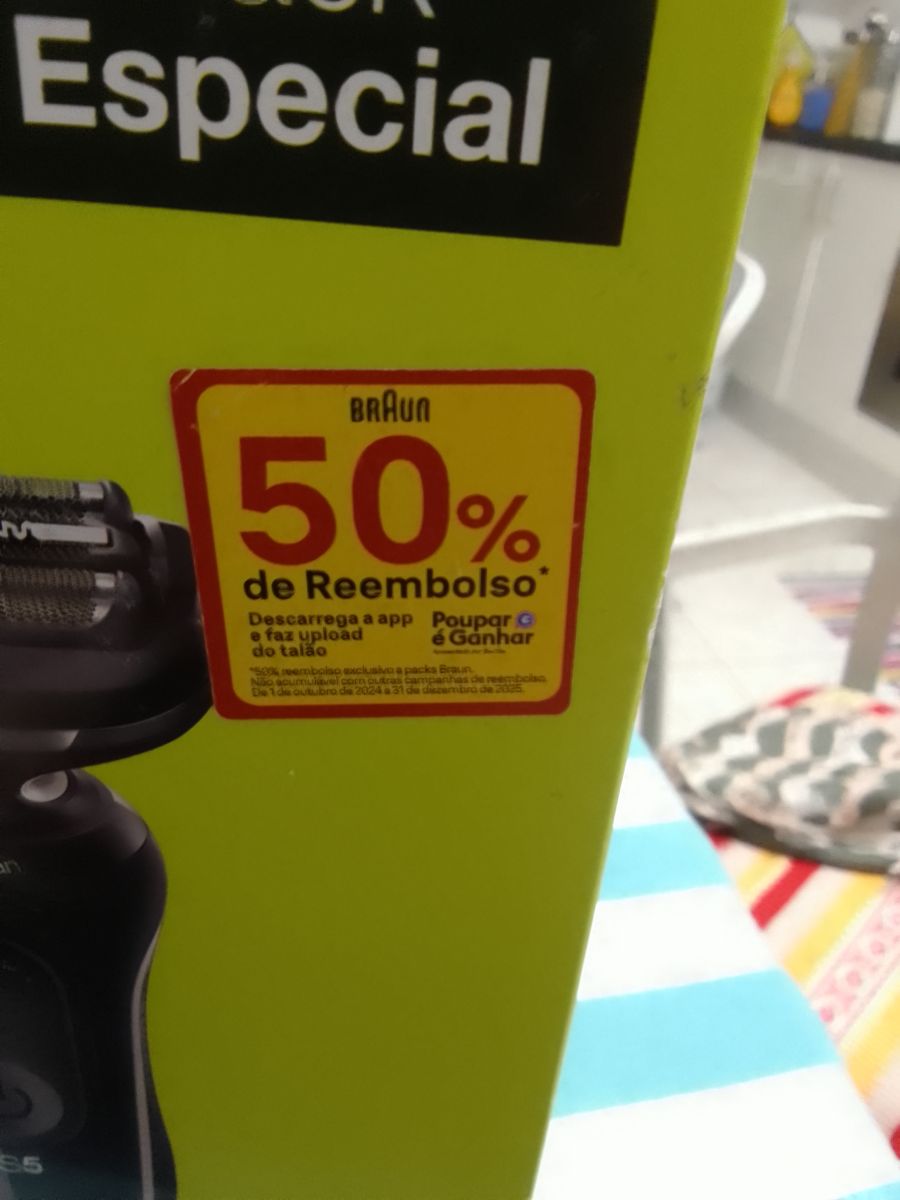 Especial
BRAUN
50%
de Reembolso*
Descarrega a app
e faz upload
do talão
Poupar
é Ganhar
*50% reembolso exclusivo a packs Braun.
Não acumulável com outras campanhas de reembolso.
De 1 de outubro de 2024 a 31 de dezembro de 2025.
S5